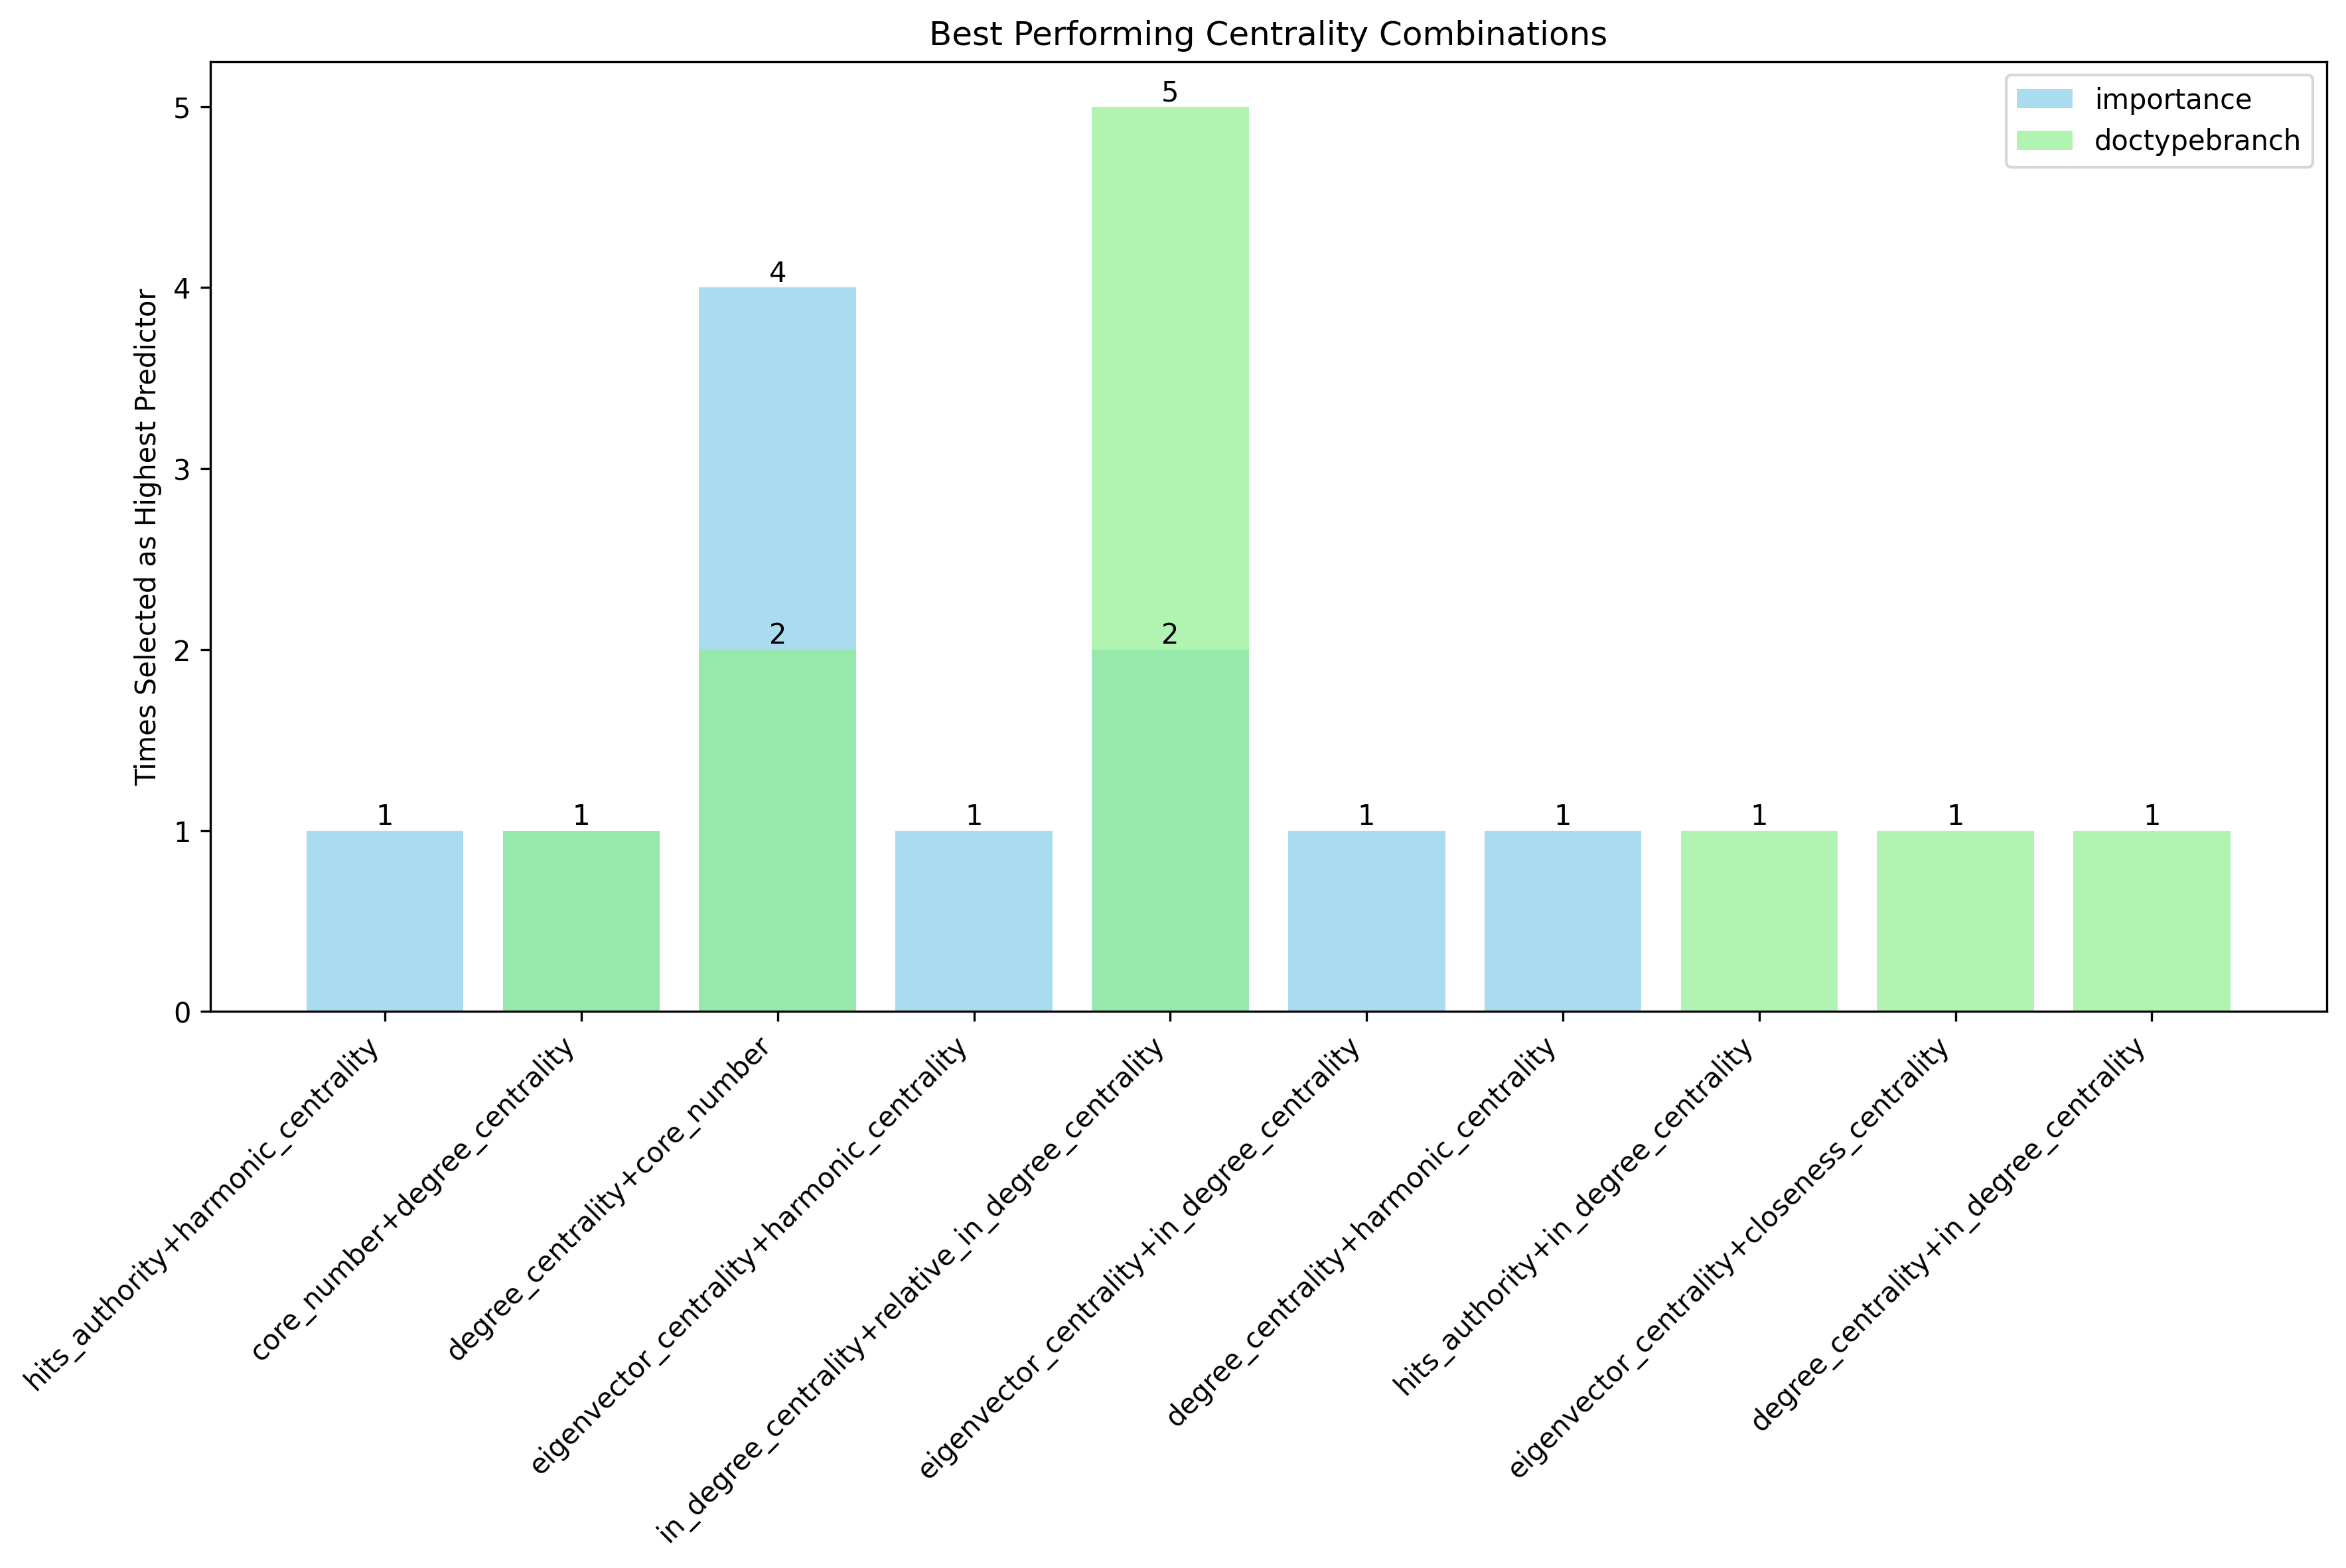 Best Performing Centrality Combinations
importance
doctypebranch
Times Selected as Highest Predictor
5
4
3
2
1
0
1
1
4
2
1
5
2
1
1
1
1
1
hits_authority+harmonic_centrality
core_number+degree_centrality
degree_centrality+core_number
eigenvector_centrality+harmonic_centrality
in_degree_centrality+relative_in_degree_centrality
eigenvector_centrality+in_degree_centrality
degree_centrality+harmonic_centrality
hits_authority+in_degree_centrality
eigenvector_centrality+closeness_centrality
degree_centrality+in_degree_centrality